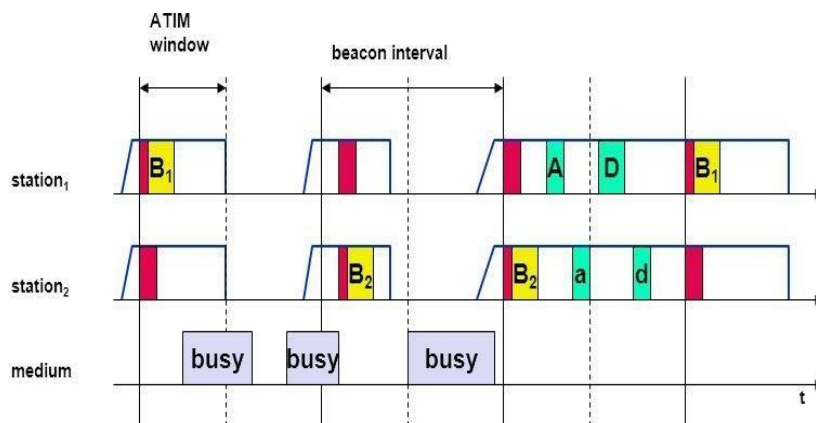 ATIM
window
beacon interval
station₁
B₁
A
D
B₁
station₂
B₂
B₂
a
d
medium
busy
busy
busy
t